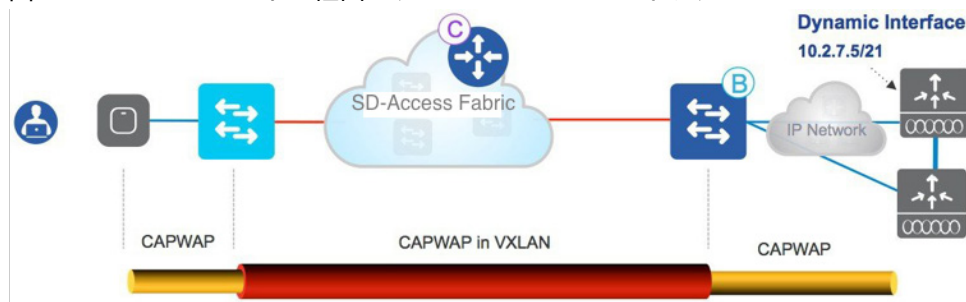 Dynamic Interface
10.2.7.5/21
C
SD-Access Fabric
B
IP Network
CAPWAP
CAPWAP in VXLAN
CAPWAP